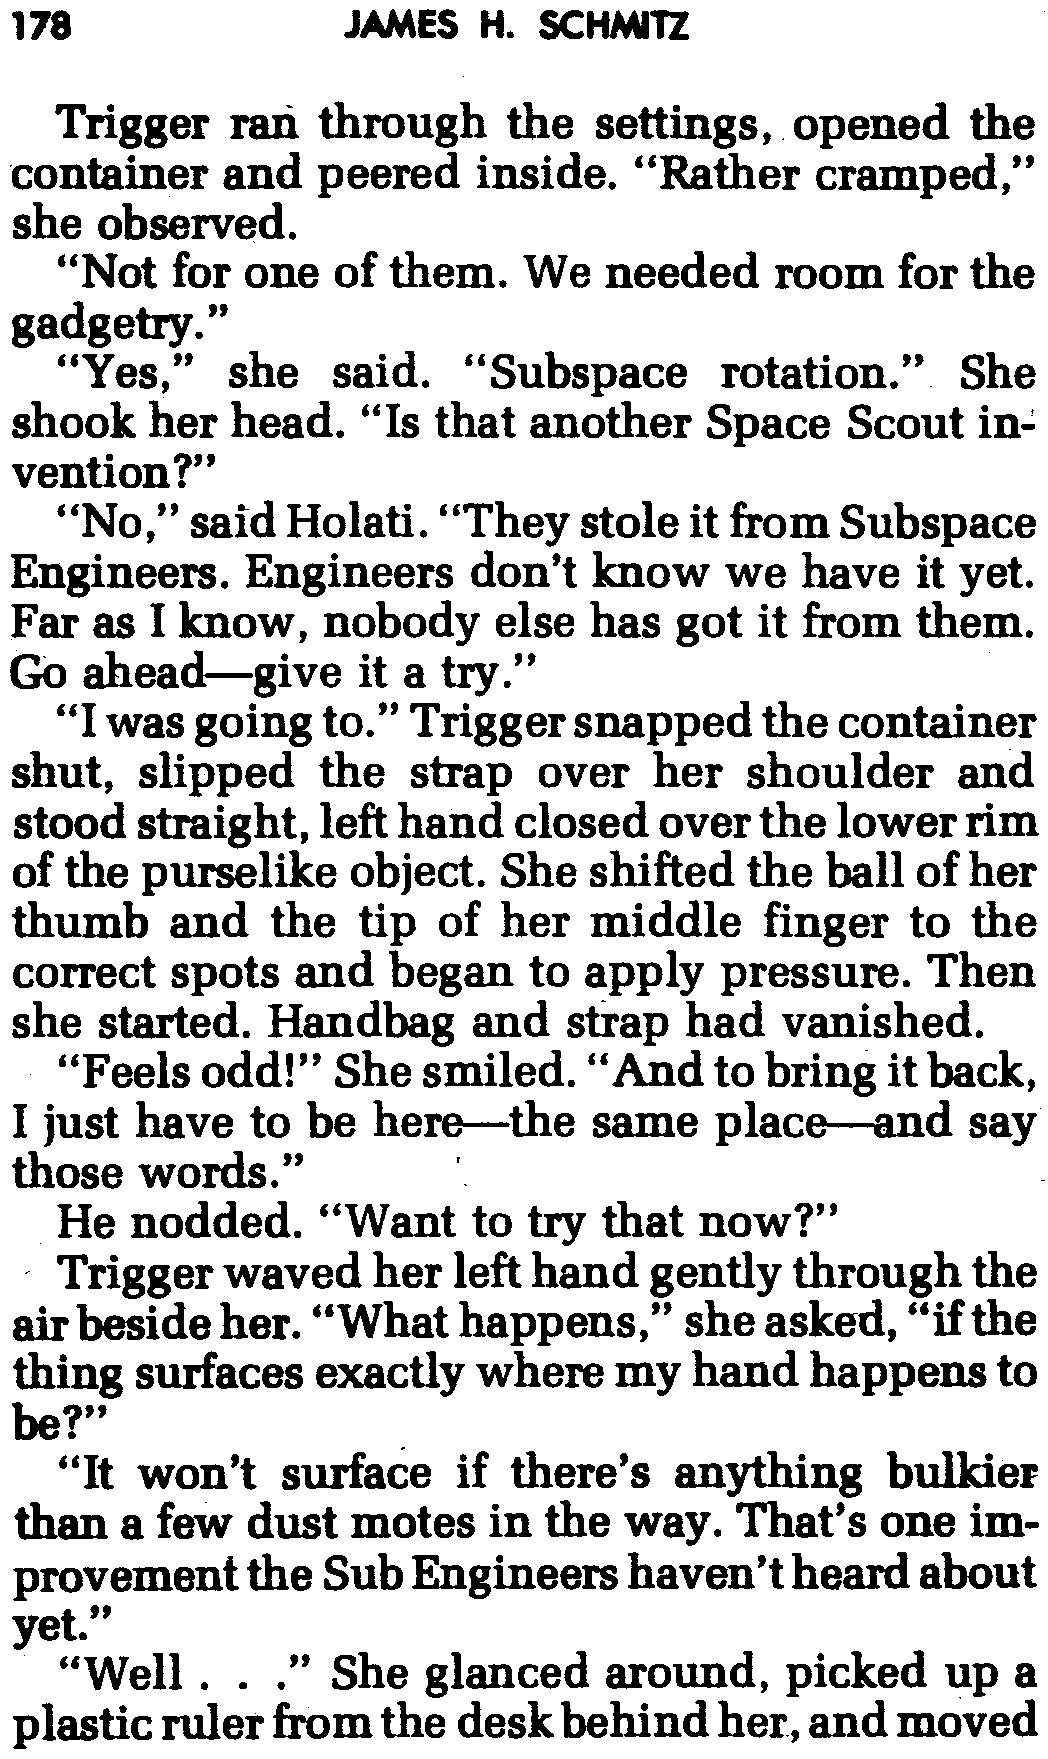 178 JAMES H. SCHMITZ
Trigger ran through the settings, opened the
container and peered inside. “Rather cramped,”
she observed.
“Not for one of them. We needed room for the
gadgetry.”
“Yes,” she said. “Subspace rotation.” She
shook her head. “Is that another Space Scout in-
vention?”
“No,” said Holati. “They stole it from Subspace
Engineers. Engineers don’t know we have it yet.
Far as I know, nobody else has got it from them.
Go ahead—give it a try.”
“I was going to.” Trigger snapped the container
shut, slipped the strap over her shoulder and
stood straight, left hand closed over the lower rim
of the purselike object. She shifted the ball of her
thumb and the tip of her middle finger to the
correct spots and began to apply pressure. Then
she started. Handbag and strap had vanished.
“Feels odd!” She smiled. “And to bring it back,
I just have to be here—the same place—and say
those words.”
He nodded. “Want to try that now?”
Trigger waved her left hand gently through the
air beside her. “What happens,” she asked, “if the
thing surfaces exactly where my hand happens to
be?”
“It won’t surface if there’s anything bulkier
than a few dust motes in the way. That’s one im-
provement the Sub Engineers haven’t heard about
yet.”
“Well . . .” She glanced around, picked up a
plastic ruler from the desk behind her, and moved